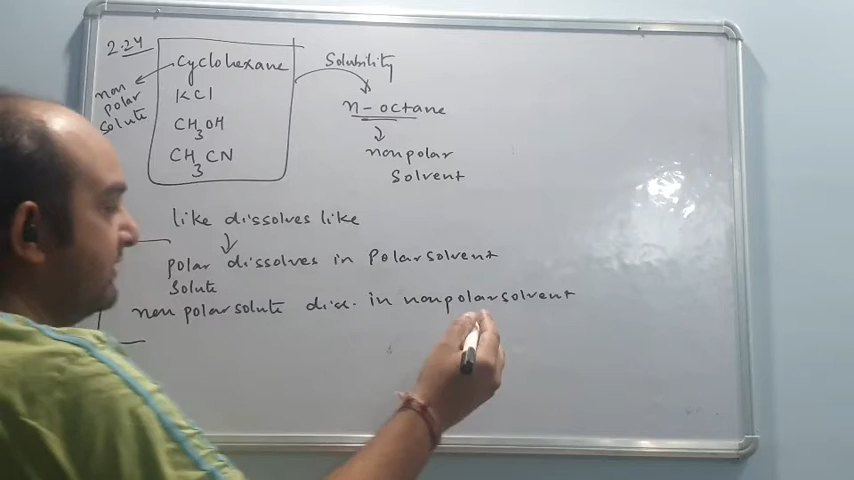 2.24
Cyclohexane
KCl
CH3OH
CH3CN
non
polar
solute
Solubility
n-octane
nonpolar
Solvent
like dissolves like
polar dissolves in Polar solvent
Solute
non polar solute diss. in nonpolar solvent